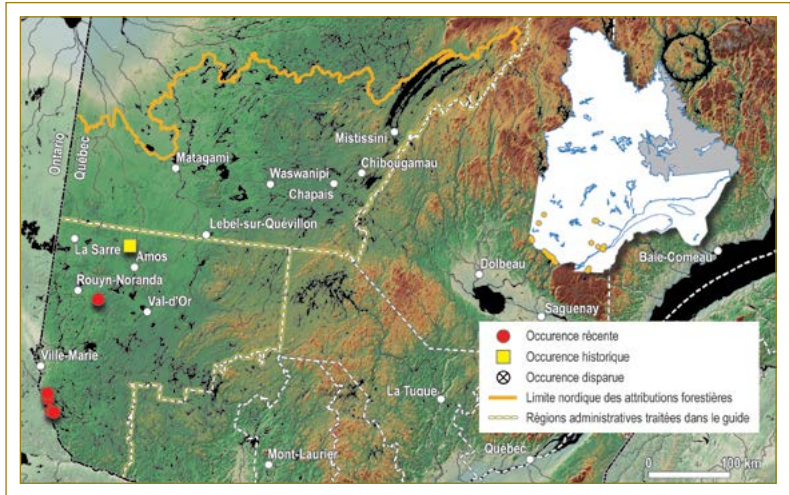 Ontario
Québec
Matagami
Mistissini
Waswanipi
Chibougamau
Chapais
Lebel-sur-Quévillon
La Sarre
Amos
Rouyn-Noranda
Val-d'Or
Ville-Marie
Dolbeau
Baie-Comeau
Saguenay
La Tuque
Mont-Laurier
Québec
Occurence récente
Occurence historique
Occurence disparue
Limite nordique des attributions forestières
Régions administratives traitées dans le guide
0 100 km